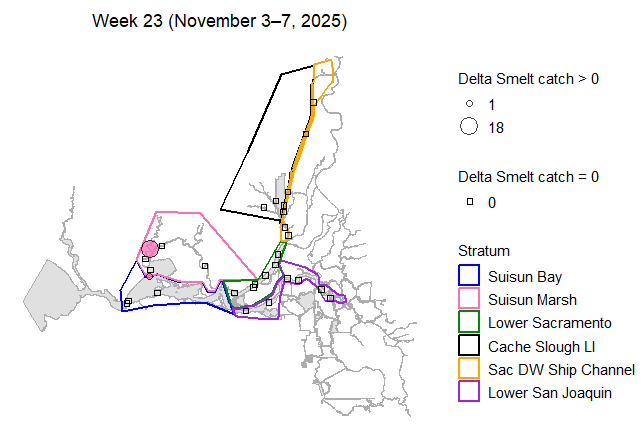 Week 23 (November 3–7, 2025)
Delta Smelt catch > 0
1
18
Delta Smelt catch = 0
0
Stratum
Suisun Bay
Suisun Marsh
Lower Sacramento
Cache Slough LI
Sac DW Ship Channel
Lower San Joaquin